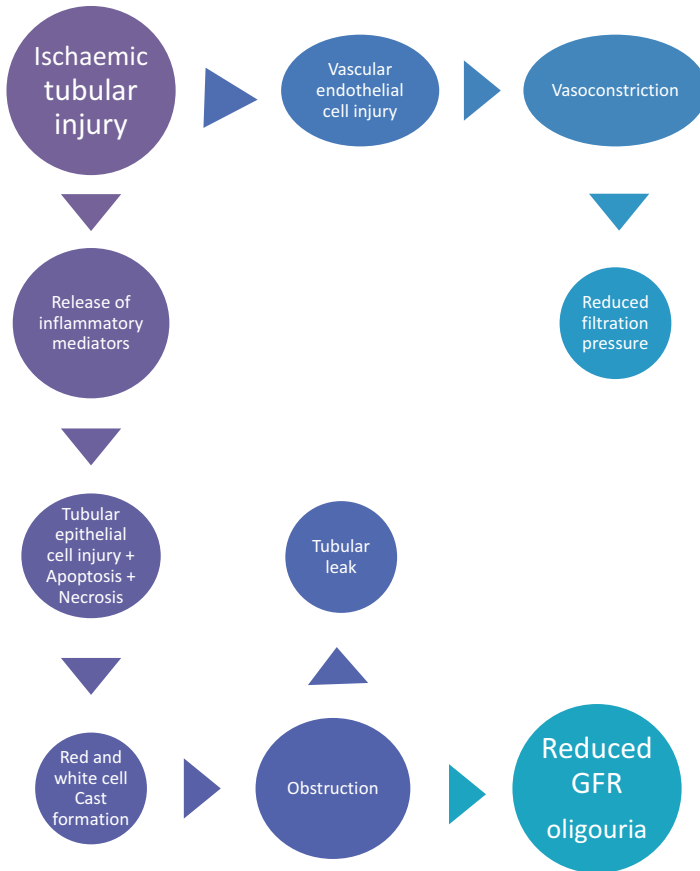 Ischaemic
tubular
injury
Vascular
endothelial
cell injury
Vasoconstriction
Release of
inflammatory
mediators
Reduced
filtration
pressure
Tubular
epithelial
cell injury +
Apoptosis +
Necrosis
Tubular
leak
Red and
white cell
Cast
formation
Obstruction
Reduced
GFR
oligouria